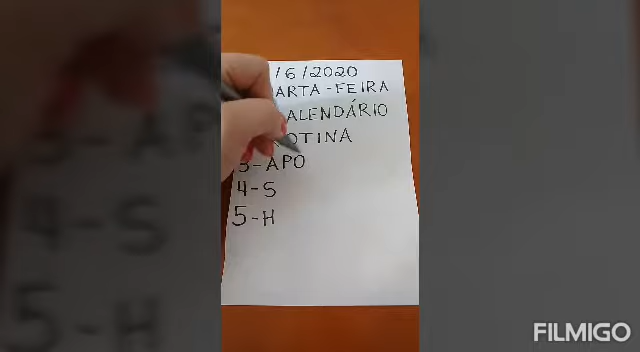 /6/2020
ARTA-FEIRA
ALENDÁRIO
OTINA
3-APO
4-S
5-H
FILMIGO